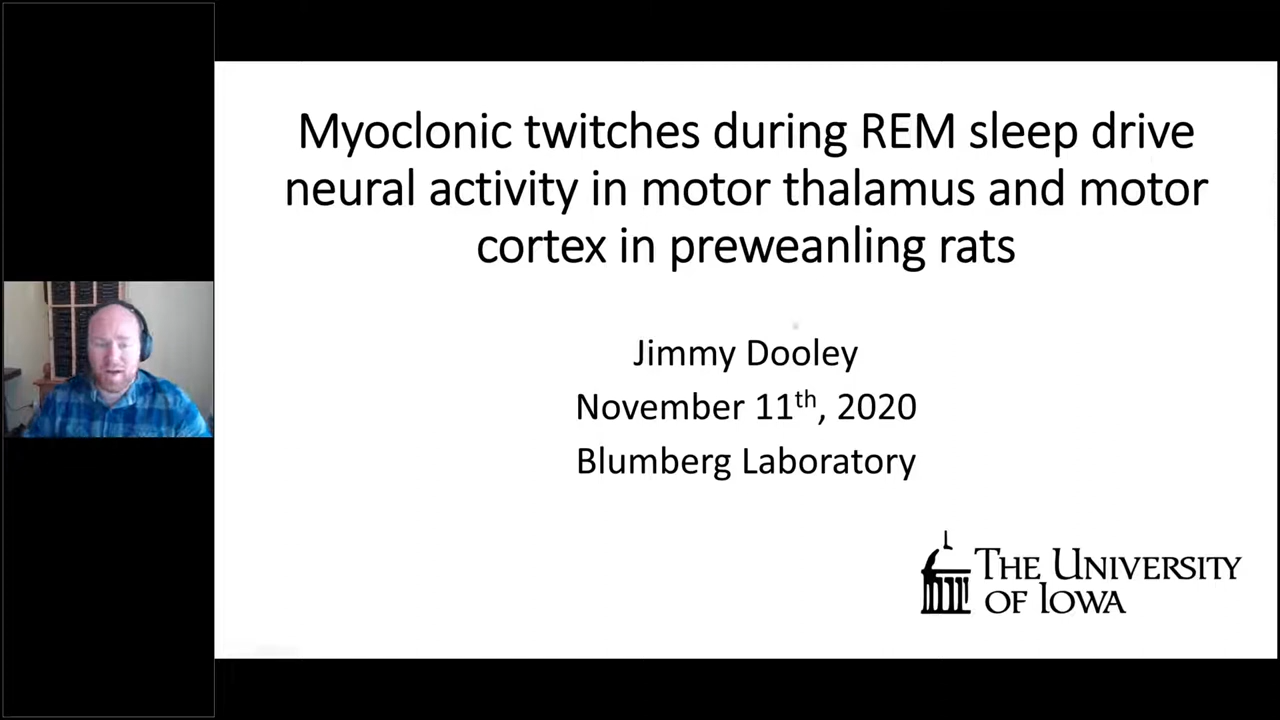 Myoclonic twitches during REM sleep drive
neural activity in motor thalamus and motor
cortex in preweanling rats
Jimmy Dooley
November 11th, 2020
Blumberg Laboratory
THE UNIVERSITY
OF IOWA